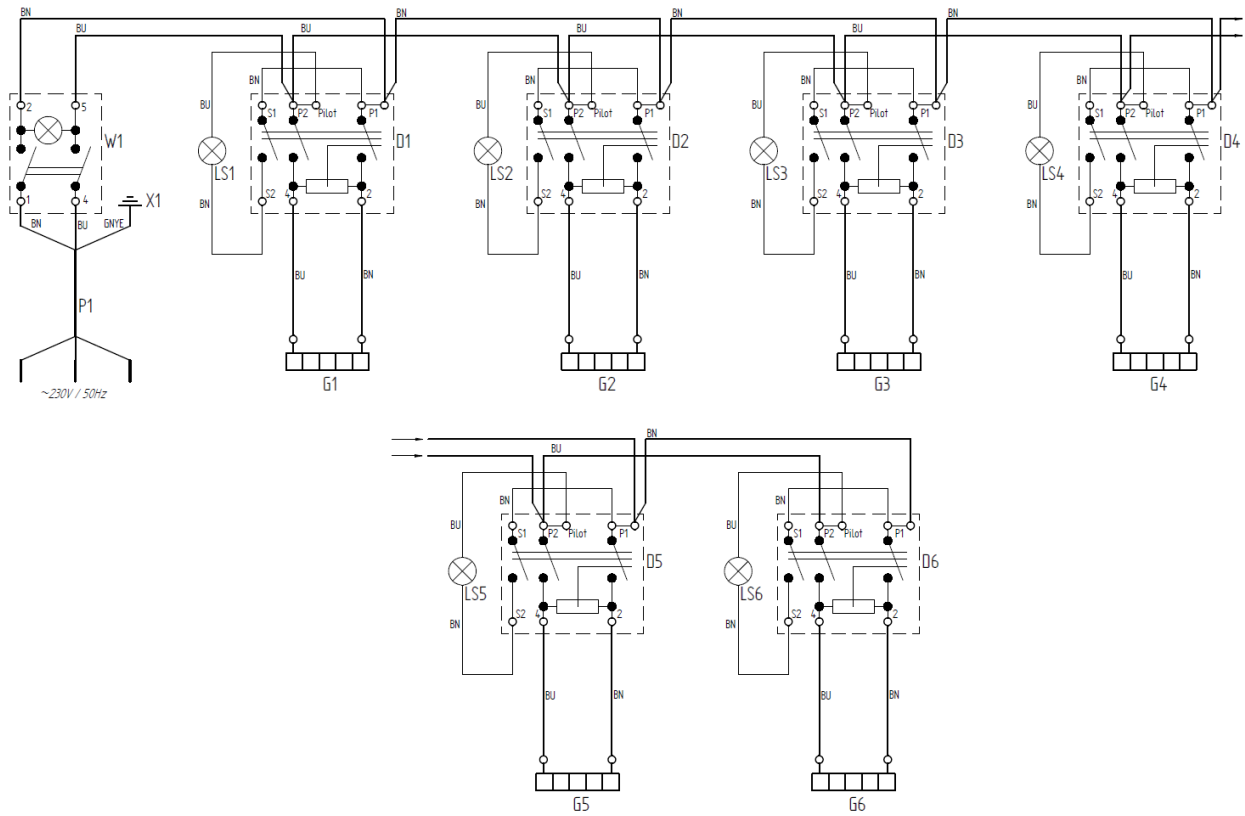 BN BN BN BN
BU BU BU BU
BN BN BN BN
BU BU BU BU
2 5 S1 P2 Pilot P1 S1 P2 Pilot P1 S1 P2 Pilot P1 S1 P2 Pilot P1
W1 D1 D2 D3 D4
LS1 LS2 LS3 LS4
S2 4 2 S2 4 2 S2 4 2 S2 4 2
1 4 X1 BN BN BN BN
BN BU GNYE
BU BN BU BN BU BN BU BN
P1
G1 G2 G3 G4
~230V / 50Hz
BN
BU
BN BN
BU BU
S1 P2 Pilot P1 S1 P2 Pilot P1
D5 D6
LS5 LS6
S2 4 2 S2 4 2
BN BN
BU BN BU BN
G5 G6